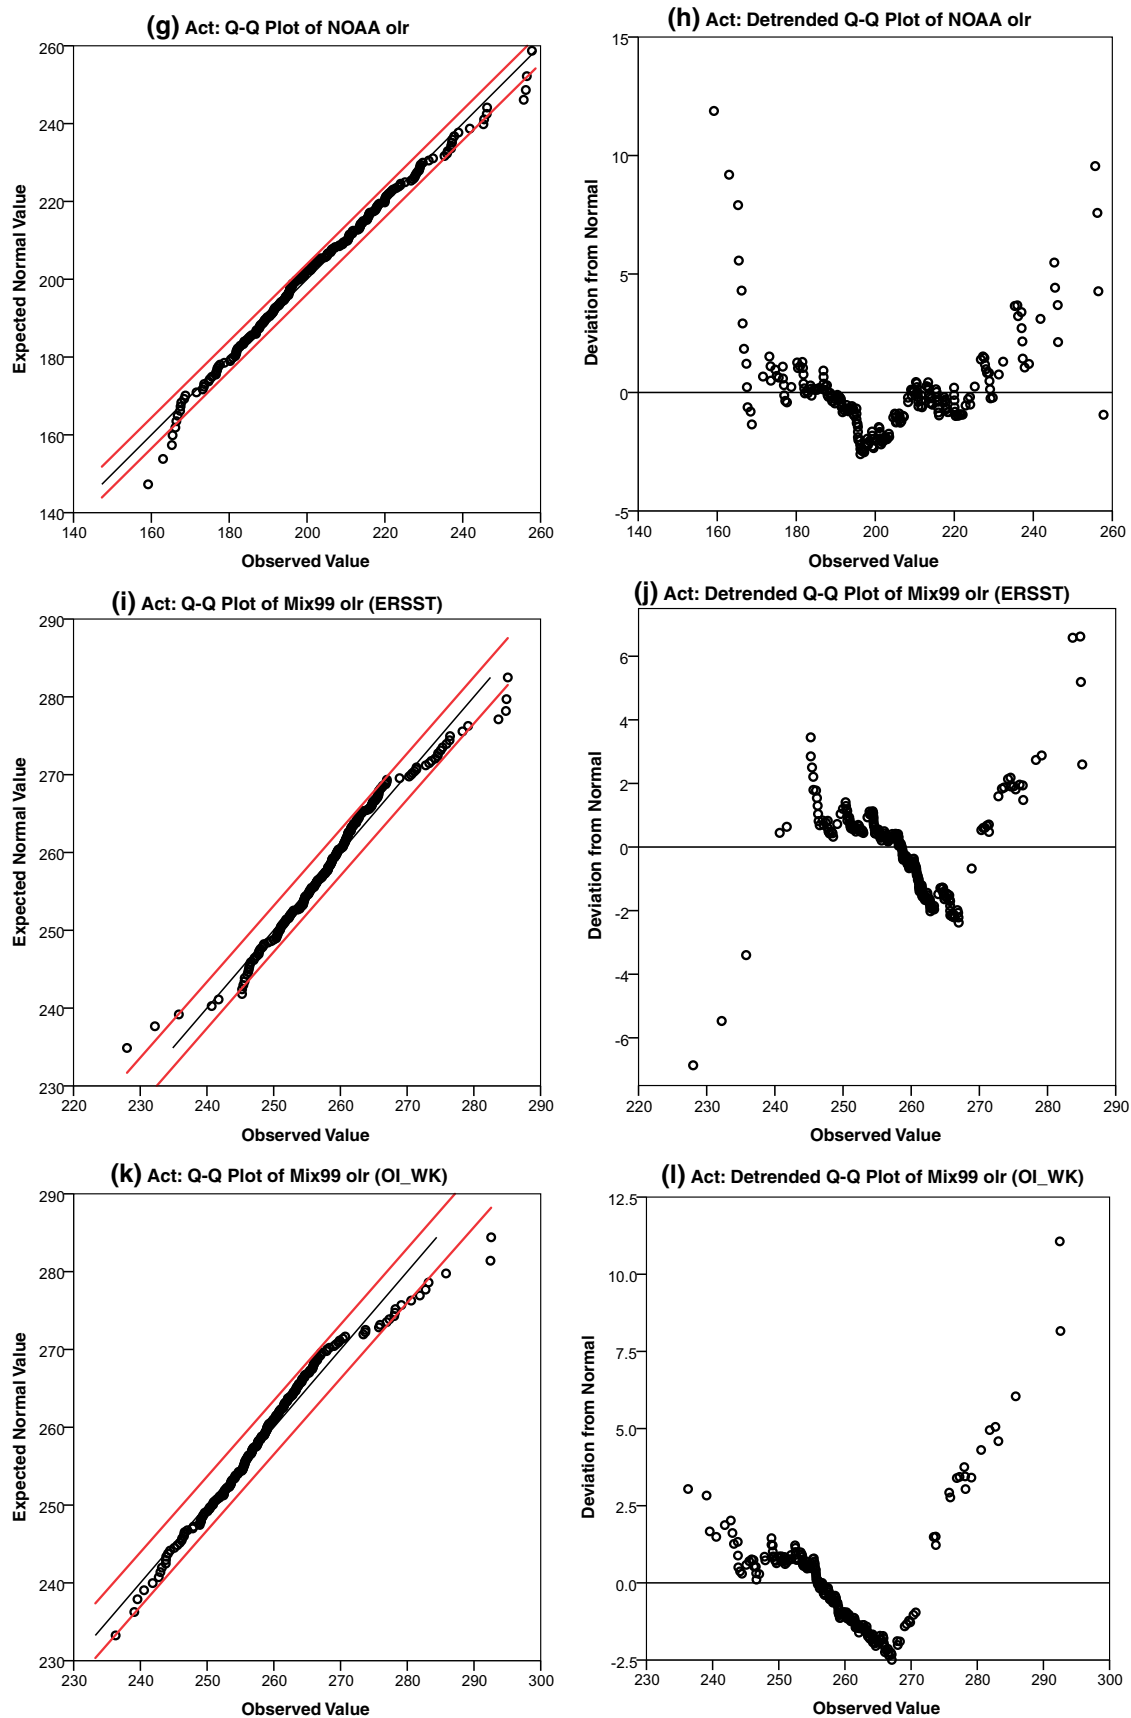 (g) Act: Q-Q Plot of NOAA olr
260
240
220
200
180
160
140
Expected Normal Value
140 160 180 200 220 240 260
Observed Value
(h) Act: Detrended Q-Q Plot of NOAA olr
15
10
5
0
-5
Deviation from Normal
140 160 180 200 220 240 260
Observed Value
(i) Act: Q-Q Plot of Mix99 olr (ERSST)
290
280
270
260
250
240
230
Expected Normal Value
220 230 240 250 260 270 280 290
Observed Value
(j) Act: Detrended Q-Q Plot of Mix99 olr (ERSST)
6
4
2
0
-2
-4
-6
Deviation from Normal
220 230 240 250 260 270 280 290
Observed Value
(k) Act: Q-Q Plot of Mix99 olr (OI_WK)
290
280
270
260
250
240
230
Expected Normal Value
230 240 250 260 270 280 290 300
Observed Value
(l) Act: Detrended Q-Q Plot of Mix99 olr (OI_WK)
12.5
10.0
7.5
5.0
2.5
0.0
-2.5
Deviation from Normal
230 240 250 260 270 280 290 300
Observed Value